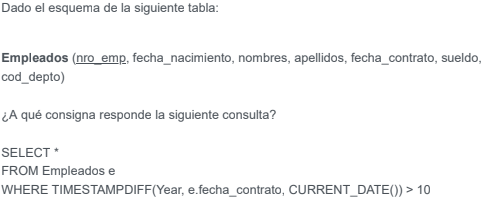 Dado el esquema de la siguiente tabla:
Empleados (nro_emp, fecha_nacimiento, nombres, apellidos, fecha_contrato, sueldo,
cod_depto)
¿A qué consigna responde la siguiente consulta?
SELECT *
FROM Empleados e
WHERE TIMESTAMPDIFF(Year, e.fecha_contrato, CURRENT_DATE()) > 10